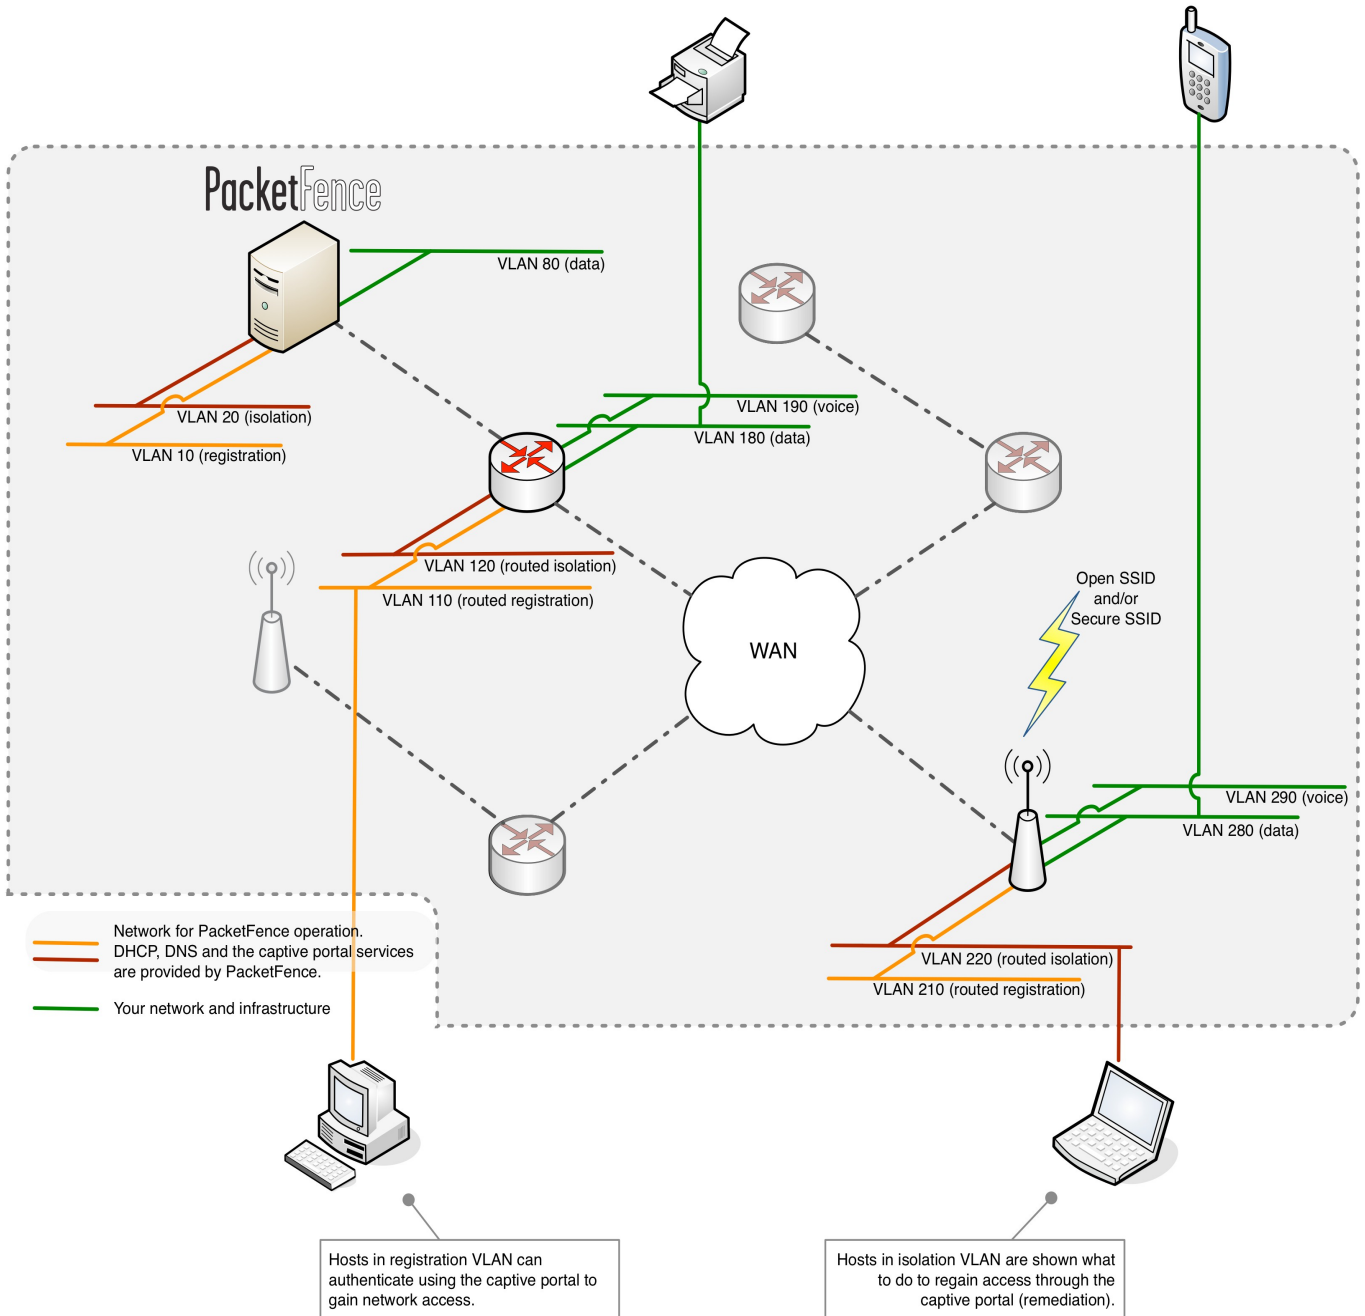 PacketFence
VLAN 80 (data)
VLAN 20 (isolation)
VLAN 10 (registration)
VLAN 190 (voice)
VLAN 180 (data)
VLAN 120 (routed isolation)
VLAN 110 (routed registration)
WAN
Open SSID
and/or
Secure SSID
VLAN 290 (voice)
VLAN 280 (data)
VLAN 220 (routed isolation)
VLAN 210 (routed registration)
Network for PacketFence operation.
DHCP, DNS and the captive portal services
are provided by PacketFence.
Your network and infrastructure
Hosts in registration VLAN can
authenticate using the captive portal to
gain network access.
Hosts in isolation VLAN are shown what
to do to regain access through the
captive portal (remediation).